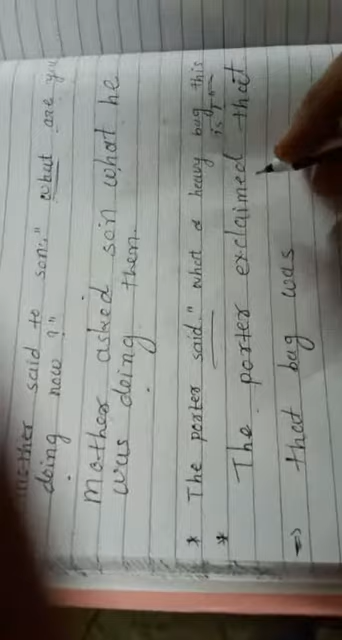 mother said to son," what are you
doing now ?"
Mother asked son what he
was doing then.
* The porter said." what a heavy bag this
is !"
* The porter exclaimed that
⇒ that bag was